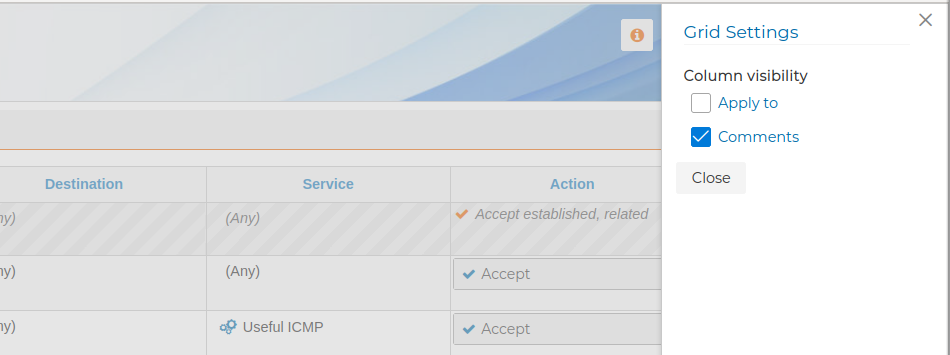 Grid Settings
Column visibility
Apply to
Comments
Close
Destination Service Action
ny) (Any) Accept established, related
ny) (Any) Accept
ny) Useful ICMP Accept